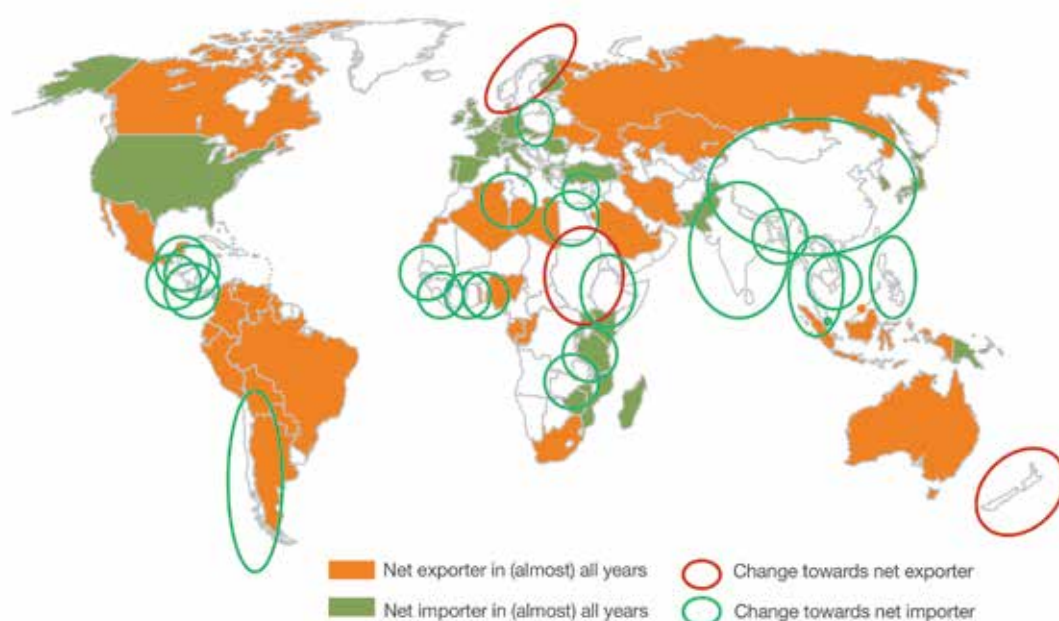 Net exporter in (almost) all years
Change towards net exporter
Net importer in (almost) all years
Change towards net importer